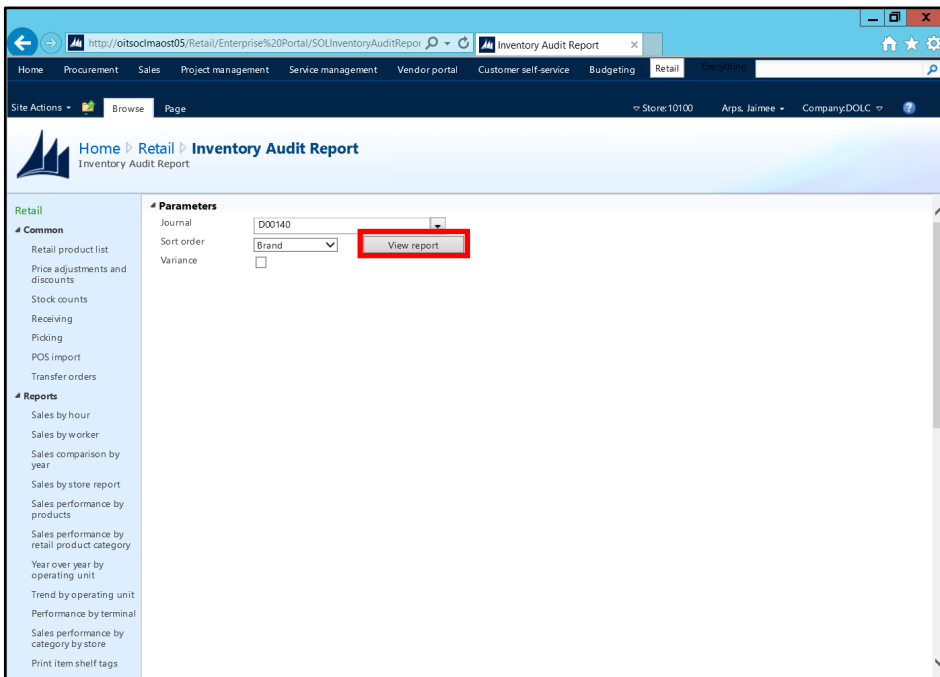 http://oitsoclmaost05/Retail/Enterprise%20Portal/SOLInventoryAuditRepor
Inventory Audit Report
Home Procurement Sales Project management Service management Vendor portal Customer self-service Budgeting Retail Everything
Site Actions Browse Page Store:10100 Arps, Jaimee Company:DOLC
Home Retail Inventory Audit Report
Inventory Audit Report
Retail
Common
Retail product list
Price adjustments and
discounts
Stock counts
Receiving
Picking
POS import
Transfer orders
Reports
Sales by hour
Sales by worker
Sales comparison by
year
Sales by store report
Sales performance by
products
Sales performance by
retail product category
Year over year by
operating unit
Trend by operating unit
Performance by terminal
Sales performance by
category by store
Print item shelf tags
Parameters
Journal D00140
Sort order Brand View report
Variance